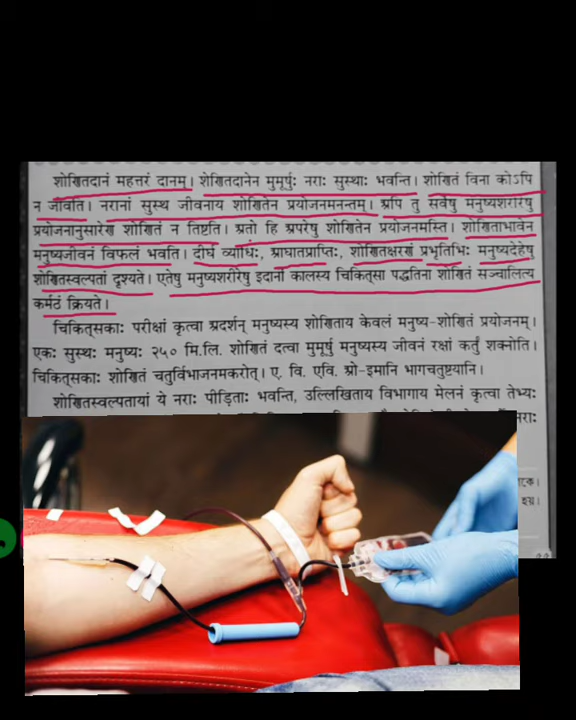 शोणितदानं महत्तरं दानम्। शेणितदानेन मुमूर्षुः नराः सुस्थाः भवन्ति। शोणितं विना कोऽपि
न जीवति। नरानां सुस्थ जीवनाय शोणितेन प्रयोजनमनन्तम्। अपि तु सर्वेषु मनुष्यशरीरेषु
प्रयोजनानुसारेण शोणितं न तिष्टति। अतो हि अपरेषु शोणितेन प्रयोजनमस्ति। शोणिताभावेन
मनुष्यजीवनं विफलं भवति। दीर्घ व्याधिः, प्राघातप्राप्तिः, शोणितक्षरणं प्रभृतिभिः मनुष्यदेहेषु
शोणितस्वल्पतां दृश्यते। एतेषु मनुष्यशरीरेषु इदानीं कालस्य चिकित्सा पद्धतिना शोणितं सञ्चालित्य
कर्मठं क्रियते।
चिकित्सकाः परीक्षां कृत्वा अदर्शन् मनुष्यस्य शोणिताय केवलं मनुष्य-शोणितं प्रयोजनम्।
एकः सुस्थः मनुष्यः २५० मि.लि. शोणितं दत्वा मुमूर्षु मनुष्यस्य जीवनं रक्षां कर्तुं शक्नोति।
चिकित्सकाः शोणितं चतुर्विभाजनमकरोत्। ए. वि. एवि. ओ-इमानि भागचतुष्टयानि।
शोणितस्वल्पतायां ये नराः पीड़िताः भवन्ति, उल्लिखिताय विभागाय मेलनं कृत्वा तेभ्यः